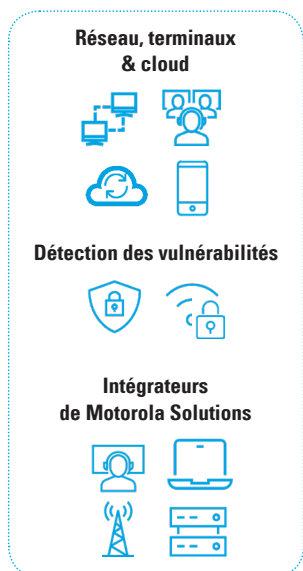 Réseau, terminaux
& cloud
Détection des vulnérabilités
Intégrateurs
de Motorola Solutions